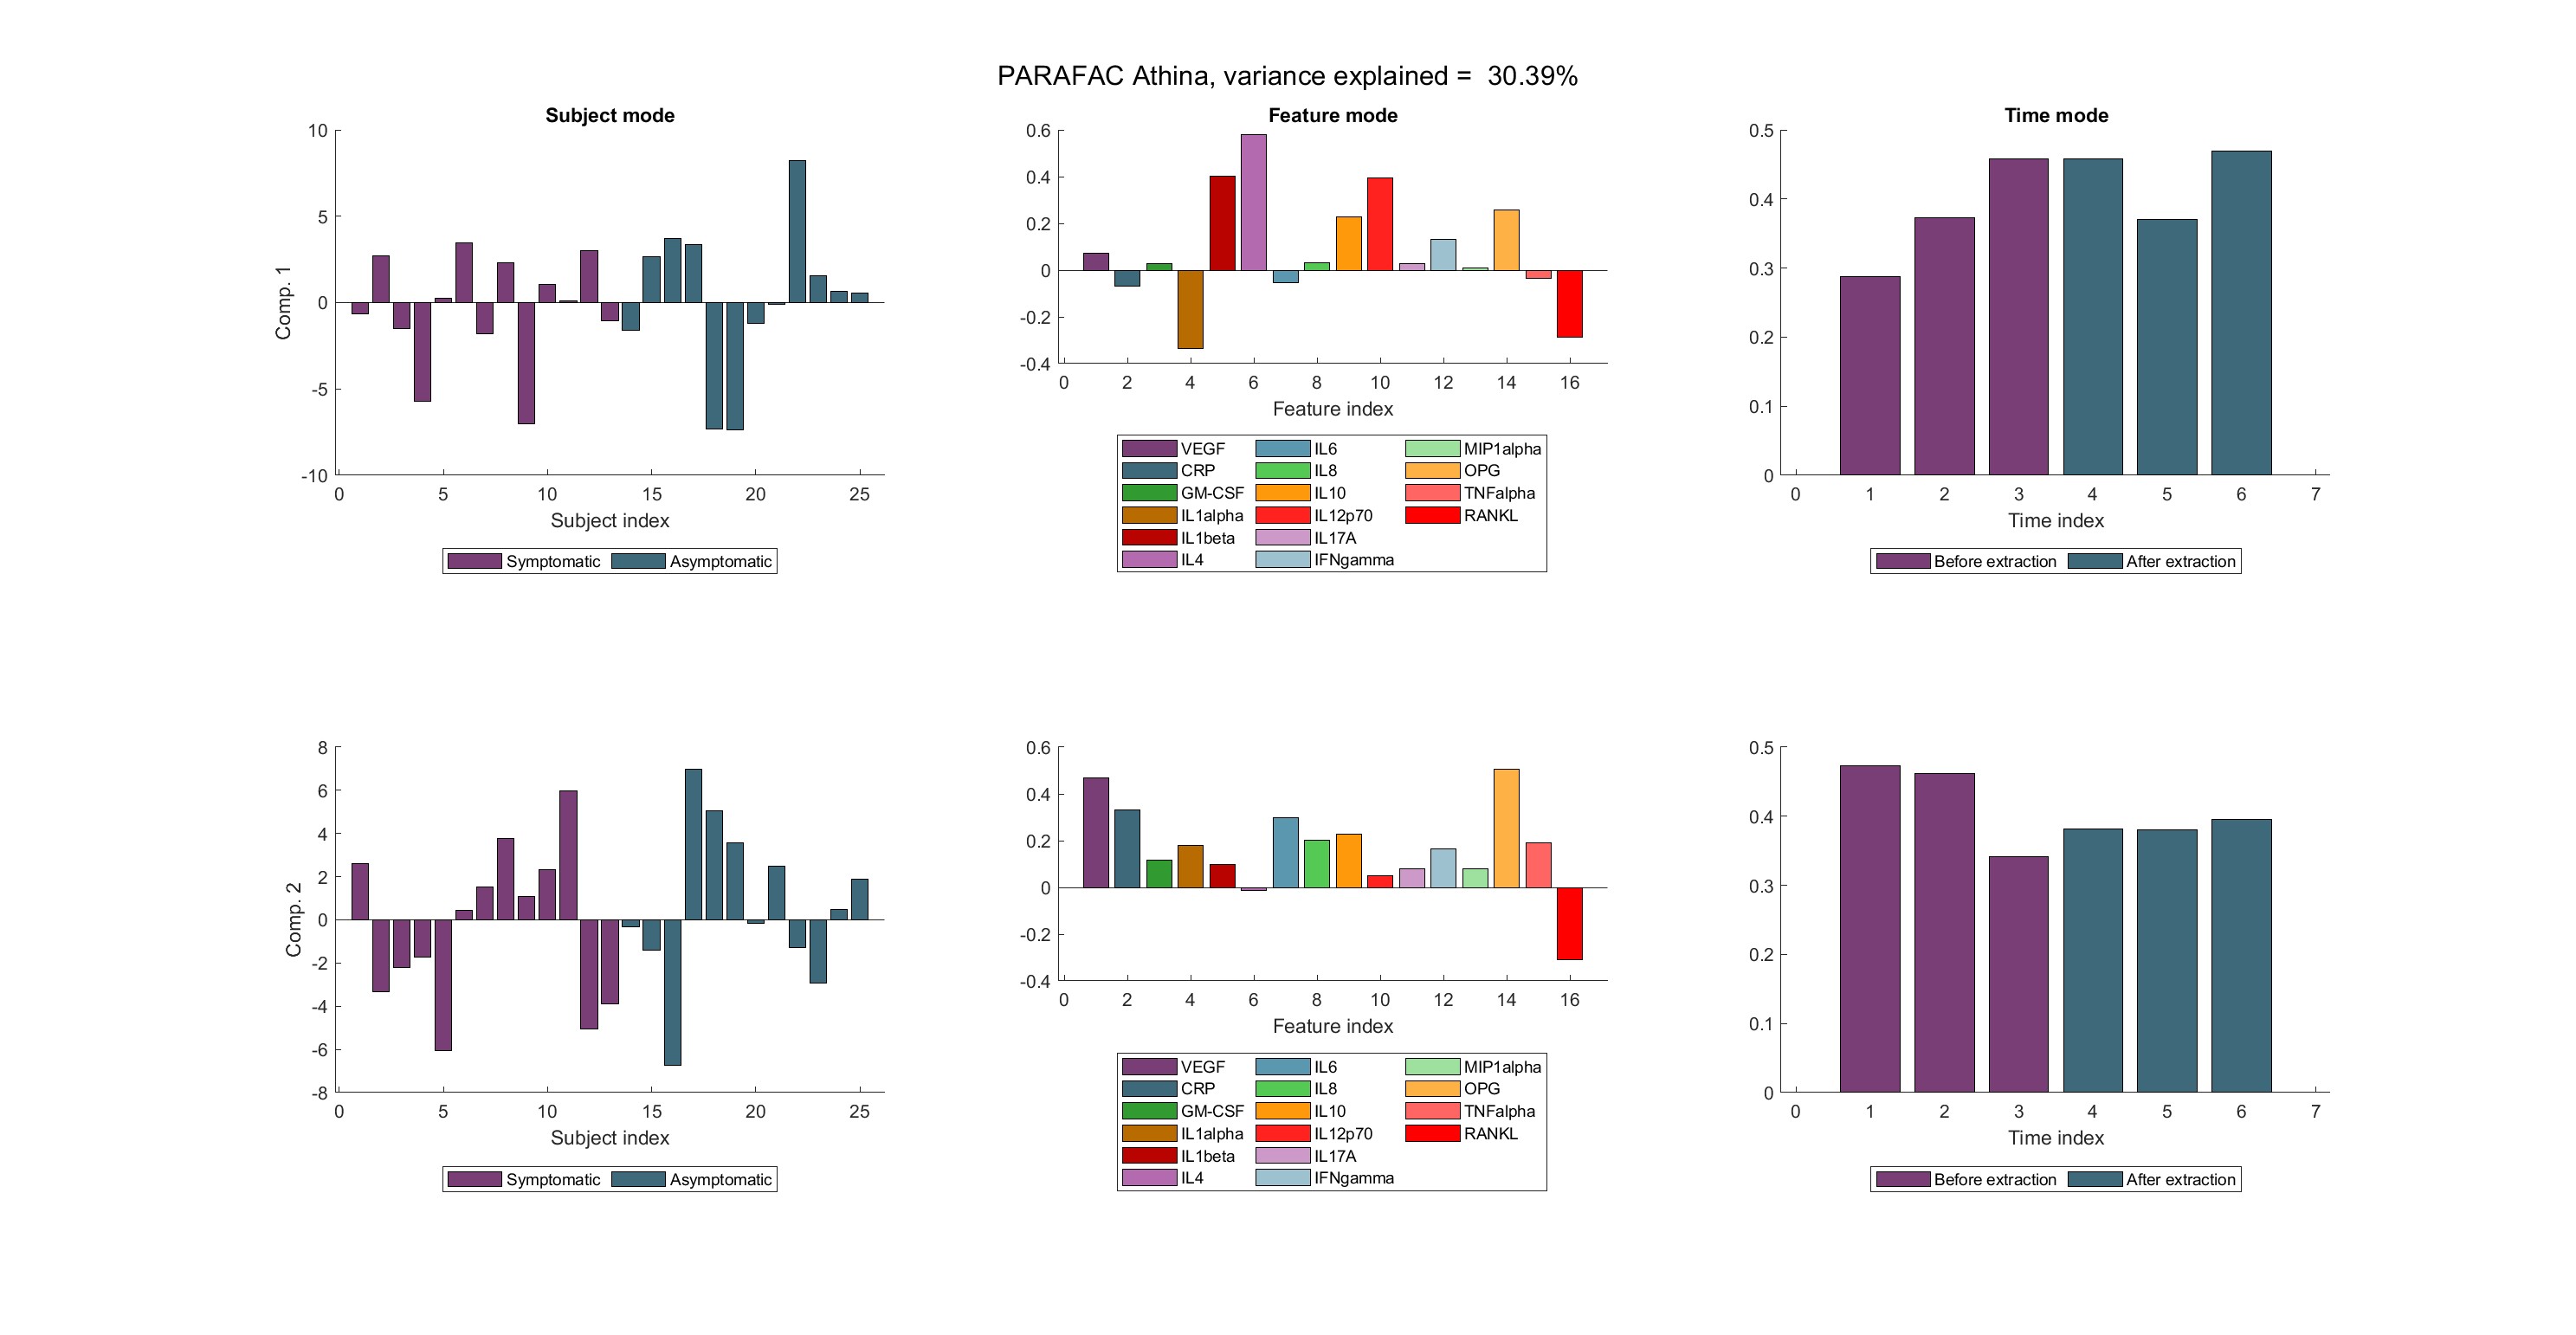 PARAFAC Athina, variance explained =  30.39%
Subject mode
Comp. 1
10
5
0
-5
-10
0 5 10 15 20 25
Subject index
Symptomatic Asymptomatic
Feature mode
0.6
0.4
0.2
0
-0.2
-0.4
0 2 4 6 8 10 12 14 16
Feature index
VEGF IL6 MIP1alpha
CRP IL8 OPG
GM-CSF IL10 TNFalpha
IL1alpha IL12p70 RANKL
IL1beta IL17A
IL4 IFNgamma
Time mode
0.5
0.4
0.3
0.2
0.1
0
0 1 2 3 4 5 6 7
Time index
Before extraction After extraction
Comp. 2
8
6
4
2
0
-2
-4
-6
-8
0 5 10 15 20 25
Subject index
Symptomatic Asymptomatic
0.6
0.4
0.2
0
-0.2
-0.4
0 2 4 6 8 10 12 14 16
Feature index
VEGF IL6 MIP1alpha
CRP IL8 OPG
GM-CSF IL10 TNFalpha
IL1alpha IL12p70 RANKL
IL1beta IL17A
IL4 IFNgamma
0.5
0.4
0.3
0.2
0.1
0
0 1 2 3 4 5 6 7
Time index
Before extraction After extraction